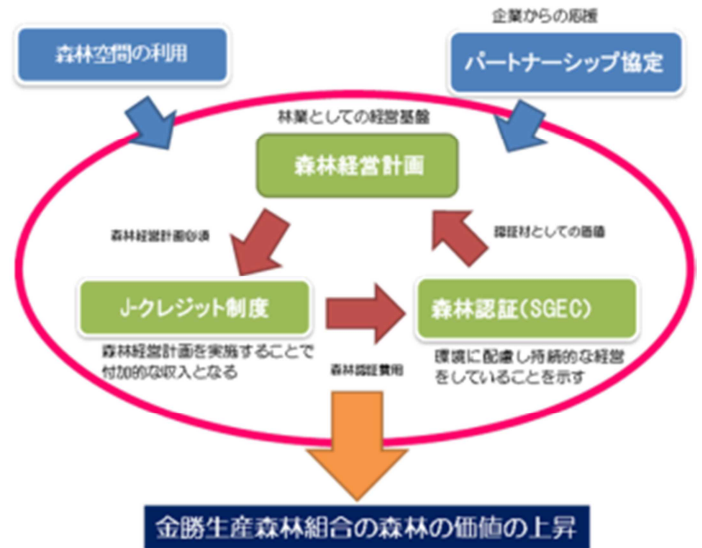 企業からの応援
森林空間の利用
パートナーシップ協定
林業としての経営基盤
森林経営計画
森林経営計画必須
認証材としての価値
J-クレジット制度
森林認証(SGEC)
森林経営計画を実施することで
付加的な収入となる
森林認証費用
環境に配慮し持続的な経営
をしていることを示す
金勝生産森林組合の森林の価値の上昇